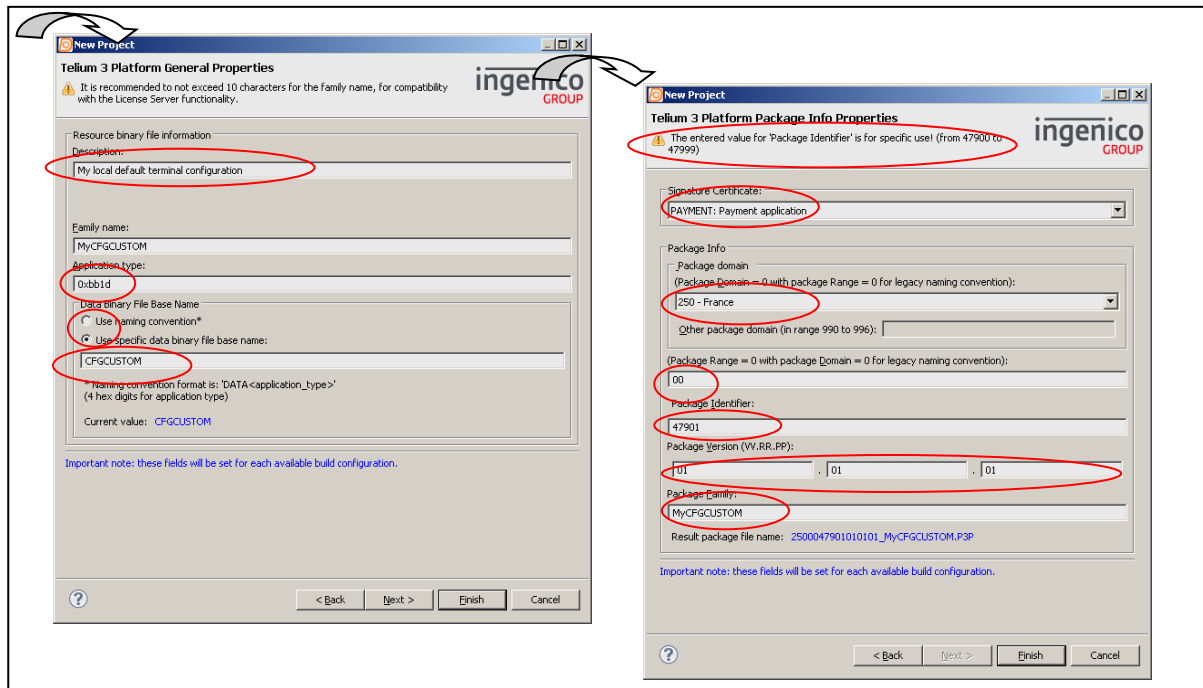 New Project
Telium 3 Platform General Properties
It is recommended to not exceed 10 characters for the family name, for compatibility
with the License Server functionality.
ingenico
GROUP
Resource binary file information
Description:
My local default terminal configuration
Family name:
MyCFGCUSTOM
Application type:
0xbb1d
Data Binary File Base Name
Use naming convention*
Use specific data binary file base name:
CFGCUSTOM
* Naming convention format is: 'DATA<application_type>'
(4 hex digits for application type)
Current value: CFGCUSTOM
Important note: these fields will be set for each available build configuration.
?
< Back
Next >
Finish
Cancel
New Project
Telium 3 Platform Package Info Properties
The entered value for 'Package Identifier' is for specific use! (from 47900 to
47999)
ingenico
GROUP
Signature Certificate:
PAYMENT: Payment application
Package Info
Package domain
(Package Domain = 0 with package Range = 0 for legacy naming convention):
250 - France
Other package domain (in range 990 to 996):
(Package Range = 0 with package Domain = 0 for legacy naming convention):
00
Package Identifier:
47901
Package Version (VV.RR.PP):
01 . 01 . 01
Package Family:
MyCFGCUSTOM
Result package file name: 2500047901010101_MyCFGCUSTOM.P3P
Important note: these fields will be set for each available build configuration.
?
< Back
Next >
Finish
Cancel